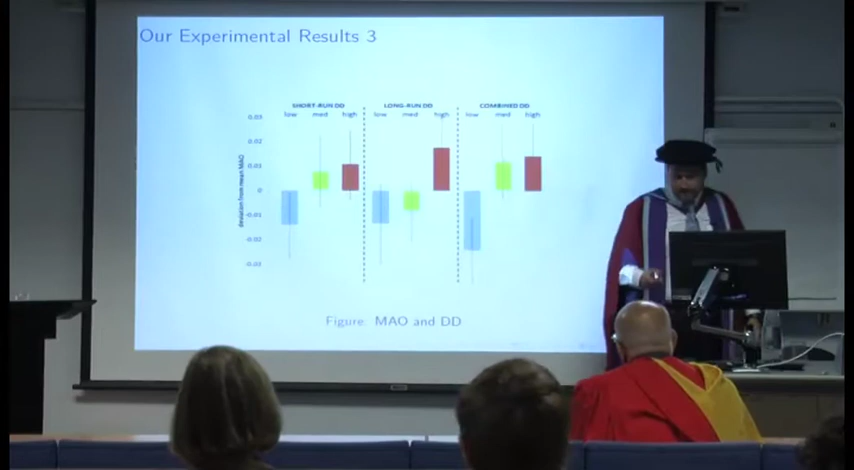 Our Experimental Results 3
SHORT-RUN DD LONG-RUN DD COMBINED DD
low med high low med high low med high
0.03
0.02
0.01
0
-0.01
-0.02
-0.03
deviation from mean MAO
Figure: MAO and DD